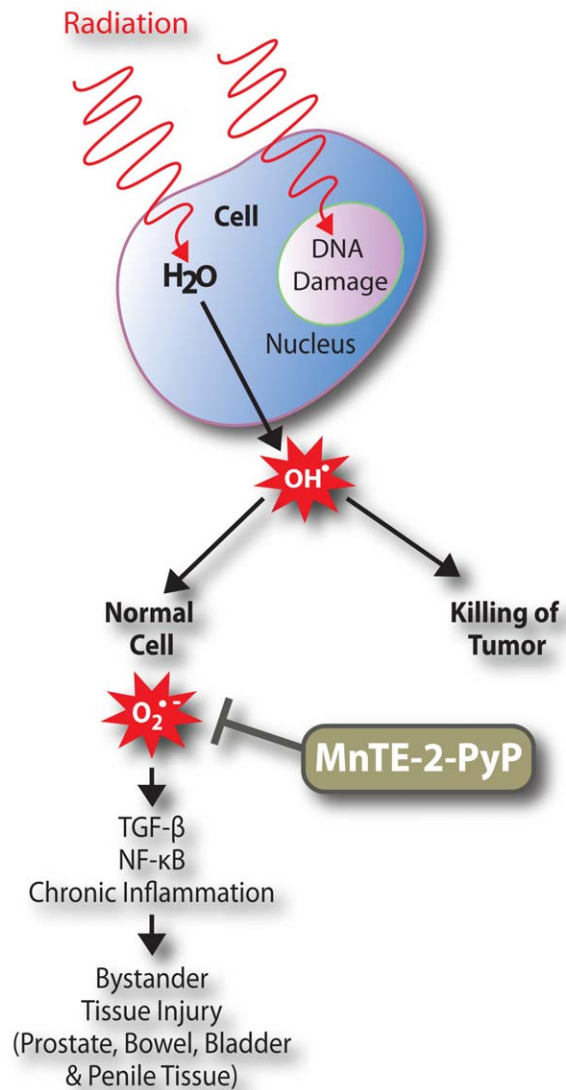 Radiation
Cell
H₂O
DNA
Damage
Nucleus
OH•
Normal
Cell
Killing of
Tumor
O₂•-
MnTE-2-PyP
TGF-β
NF-κB
Chronic Inflammation
Bystander
Tissue Injury
(Prostate, Bowel, Bladder
& Penile Tissue)